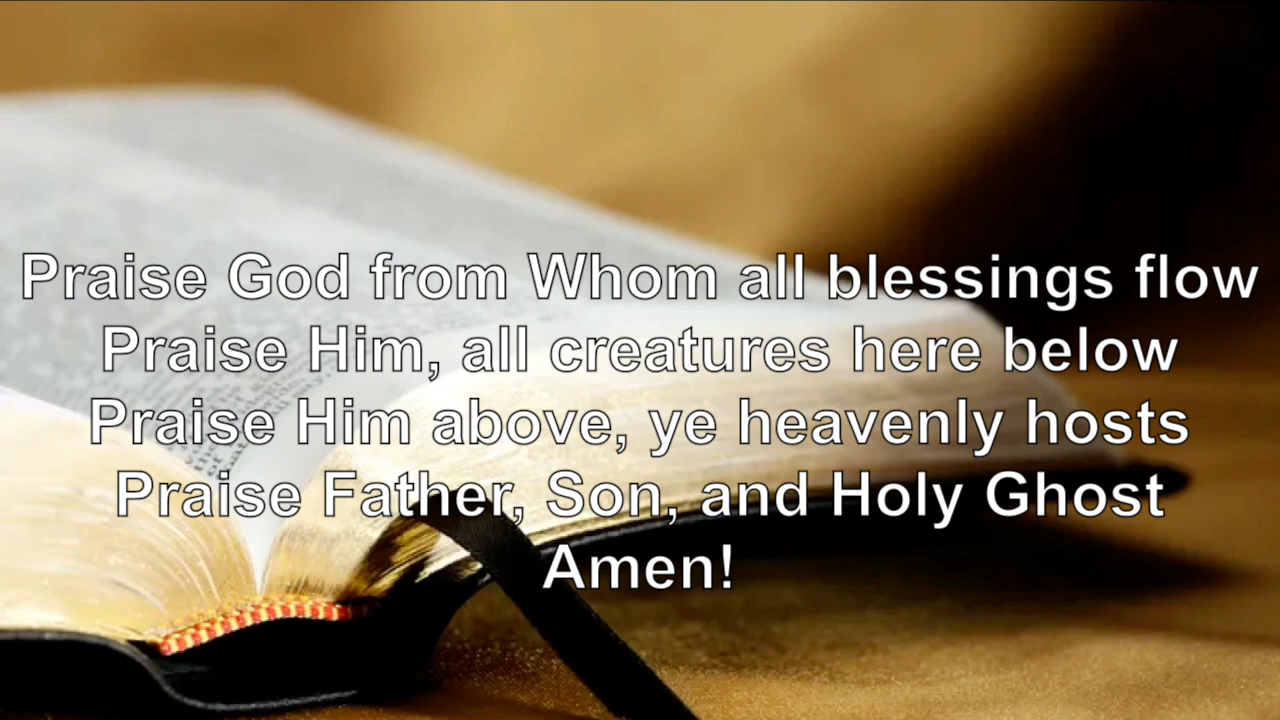 Praise God from Whom all blessings flow
Praise Him, all creatures here below
Praise Him above, ye heavenly hosts
Praise Father, Son, and Holy Ghost
Amen!